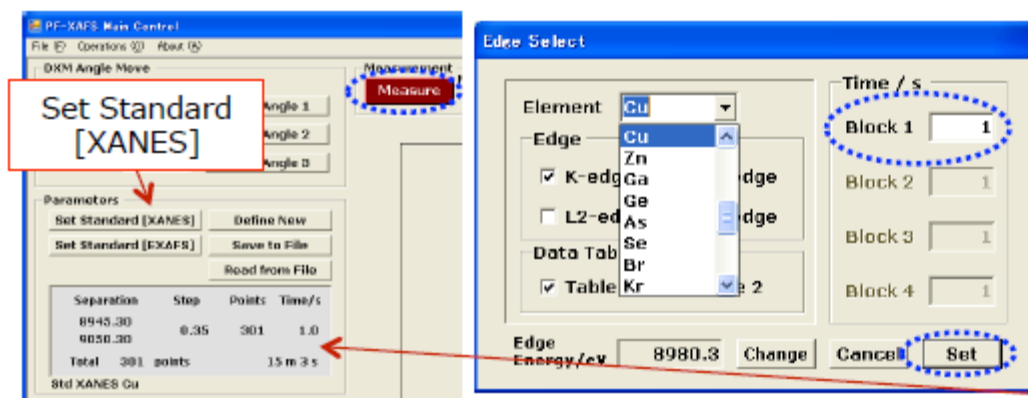 PF-XAFS Main Control
File (F) Operations (O) About (A)
DXM Angle Move
Angle 1
Angle 2
Angle 3
Set Standard
[XANES]
Measurement
Measure
Parameters
Set Standard [XANES] Define New
Set Standard [EXAFS] Save to File
Read from File
Separation Step Points Time/s
8945.30
0.35 301 1.0
9050.30
Total 301 points 15 m 3 s
Std XANES Cu
Edge Select
Element Cu
Cu
Zn
Ga
Ge
As
Se
Br
Kr
Edge
K-edg
dge
L2-ed
dge
Data Tab
Table
e 2
Time / s
Block 1 1
Block 2 1
Block 3 1
Block 4 1
Edge
Energy/eV 8980.3 Change Cancel Set